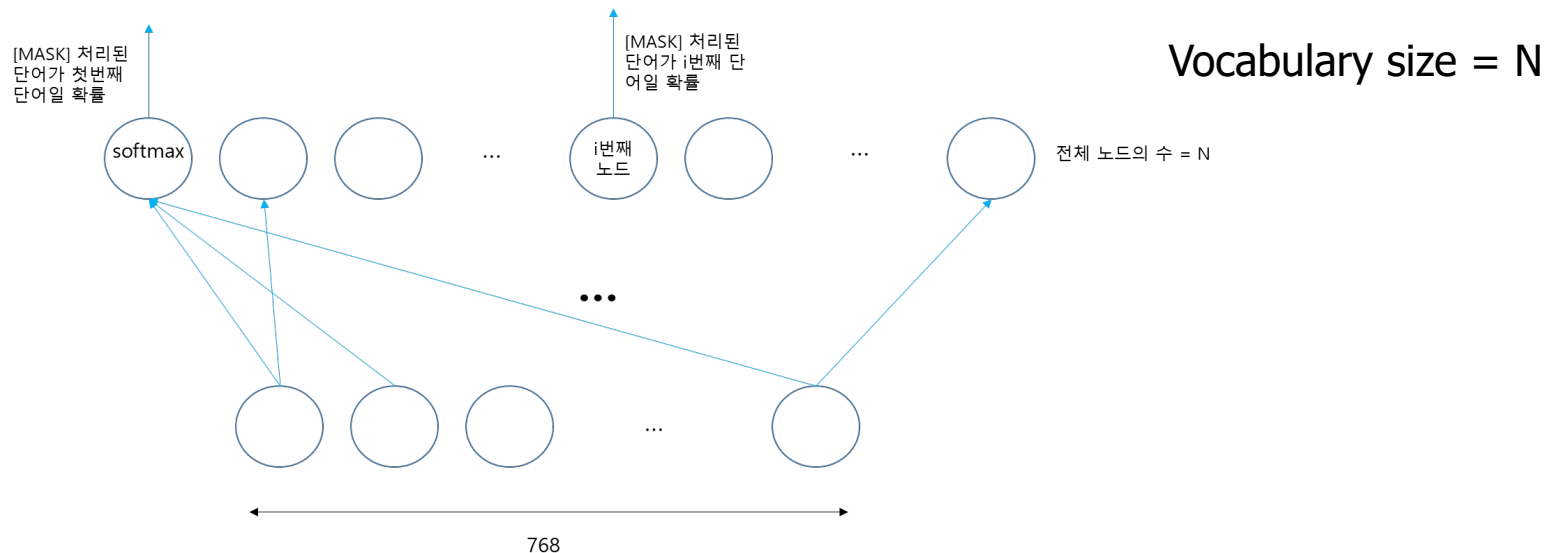 [MASK] 처리된
단어가 첫번째
단어일 확률
[MASK] 처리된
단어가 i번째 단
어일 확률
Vocabulary size = N
softmax
...
i번째
노드
...
전체 노드의 수 = N
...
...
768